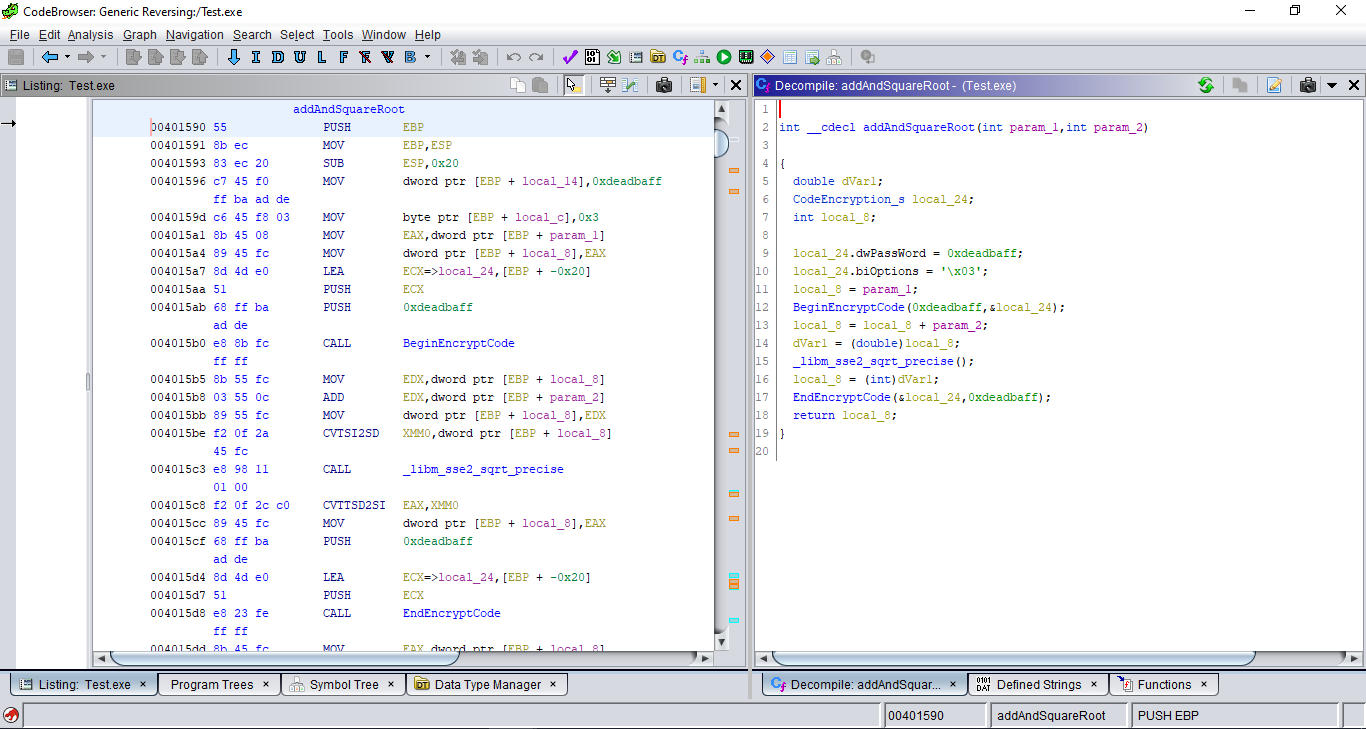 CodeBrowser: Generic Reversing:/Test.exe
File Edit Analysis Graph Navigation Search Select Tools Window Help
I D U L F R V B
Listing: Test.exe
addAndSquareRoot
00401590 55 PUSH EBP
00401591 8b ec MOV EBP,ESP
00401593 83 ec 20 SUB ESP,0x20
00401596 c7 45 f0 MOV dword ptr [EBP + local_14],0xdeadbaff
ff ba ad de
0040159d c6 45 f8 03 MOV byte ptr [EBP + local_c],0x3
004015a1 8b 45 08 MOV EAX,dword ptr [EBP + param_1]
004015a4 89 45 fc MOV dword ptr [EBP + local_8],EAX
004015a7 8d 4d e0 LEA ECX=>local_24,[EBP + -0x20]
004015aa 51 PUSH ECX
004015ab 68 ff ba PUSH 0xdeadbaff
ad de
004015b0 e8 8b fc CALL BeginEncryptCode
ff ff
004015b5 8b 55 fc MOV EDX,dword ptr [EBP + local_8]
004015b8 03 55 0c ADD EDX,dword ptr [EBP + param_2]
004015bb 89 55 fc MOV dword ptr [EBP + local_8],EDX
004015be f2 0f 2a CVTSI2SD XMM0,dword ptr [EBP + local_8]
45 fc
004015c3 e8 98 11 CALL _libm_sse2_sqrt_precise
01 00
004015c8 f2 0f 2c c0 CVTTSD2SI EAX,XMM0
004015cc 89 45 fc MOV dword ptr [EBP + local_8],EAX
004015cf 68 ff ba PUSH 0xdeadbaff
ad de
004015d4 8d 4d e0 LEA ECX=>local_24,[EBP + -0x20]
004015d7 51 PUSH ECX
004015d8 e8 23 fe CALL EndEncryptCode
ff ff
004015dd 8b 45 fc MOV EAX,dword ptr [EBP + local_8]
Decompile: addAndSquareRoot - (Test.exe)
1
2 int __cdecl addAndSquareRoot(int param_1,int param_2)
3
4 {
5 double dVar1;
6 CodeEncryption_s local_24;
7 int local_8;
8
9 local_24.dwPassWord = 0xdeadbaff;
10 local_24.biOptions = '\x03';
11 local_8 = param_1;
12 BeginEncryptCode(0xdeadbaff,&local_24);
13 local_8 = local_8 + param_2;
14 dVar1 = (double)local_8;
15 _libm_sse2_sqrt_precise();
16 local_8 = (int)dVar1;
17 EndEncryptCode(&local_24,0xdeadbaff);
18 return local_8;
19 }
20
Listing: Test.exe × Program Trees × Symbol Tree × Data Type Manager ×
Decompile: addAndSquar... × Defined Strings × Functions ×
00401590 addAndSquareRoot PUSH EBP